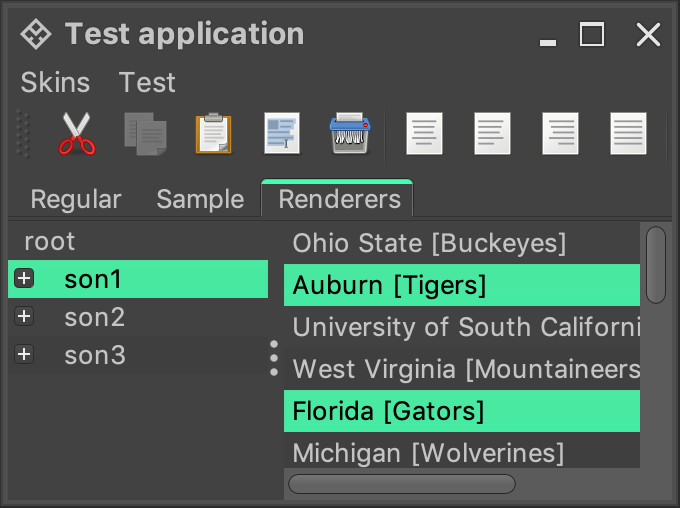 Test application
Skins Test
Regular Sample Renderers
root
son1
son2
son3
Ohio State [Buckeyes]
Auburn [Tigers]
University of South Californi
West Virginia [Mountaineers
Florida [Gators]
Michigan [Wolverines]